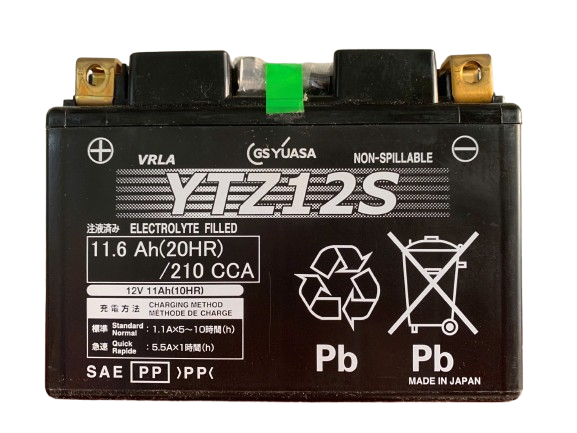 ⊕ VRLA GS YUASA NON-SPILLABLE ⊖
YTZ12S
注液済み ELECTROLYTE FILLED
11.6 Ah(20HR)
/210 CCA
12V 11Ah(10HR)
充電方法 CHARGING METHOD
MÉTHODE DE CHARGE
標準 Standard Normal : 1.1A×5~10時間(h)
急速 Quick Rapide : 5.5A×1時間(h)
SAE PP >PP<
Pb Pb
MADE IN JAPAN